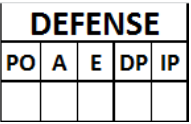 DEFENSE
PO A E DP IP